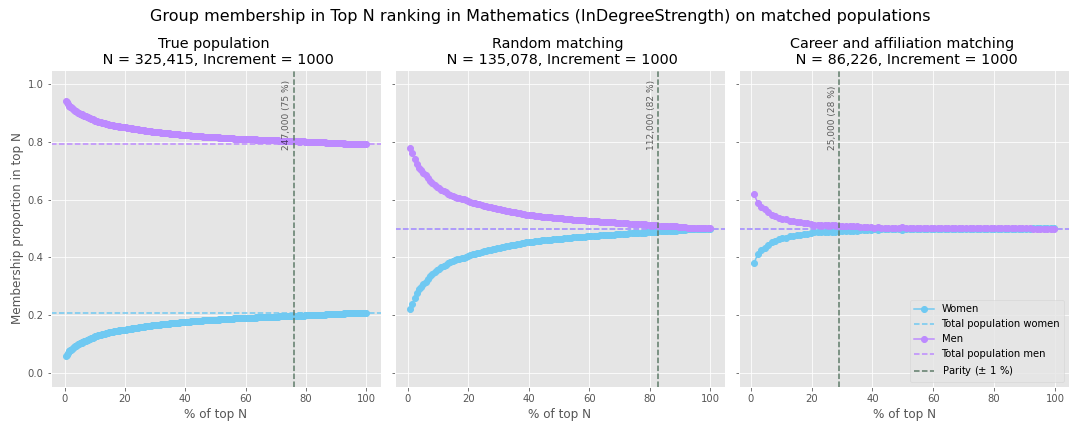 Group membership in Top N ranking in Mathematics (InDegreeStrength) on matched populations
True population
N = 325,415, Increment = 1000
Random matching
N = 135,078, Increment = 1000
Career and affiliation matching
N = 86,226, Increment = 1000
Membership proportion in top N
1.0
0.8
0.6
0.4
0.2
0.0
247,000 (75 %)
112,000 (82 %)
25,000 (28 %)
Women
Total population women
Men
Total population men
Parity (± 1 %)
0 20 40 60 80 100
0 20 40 60 80 100
0 20 40 60 80 100
% of top N
% of top N
% of top N